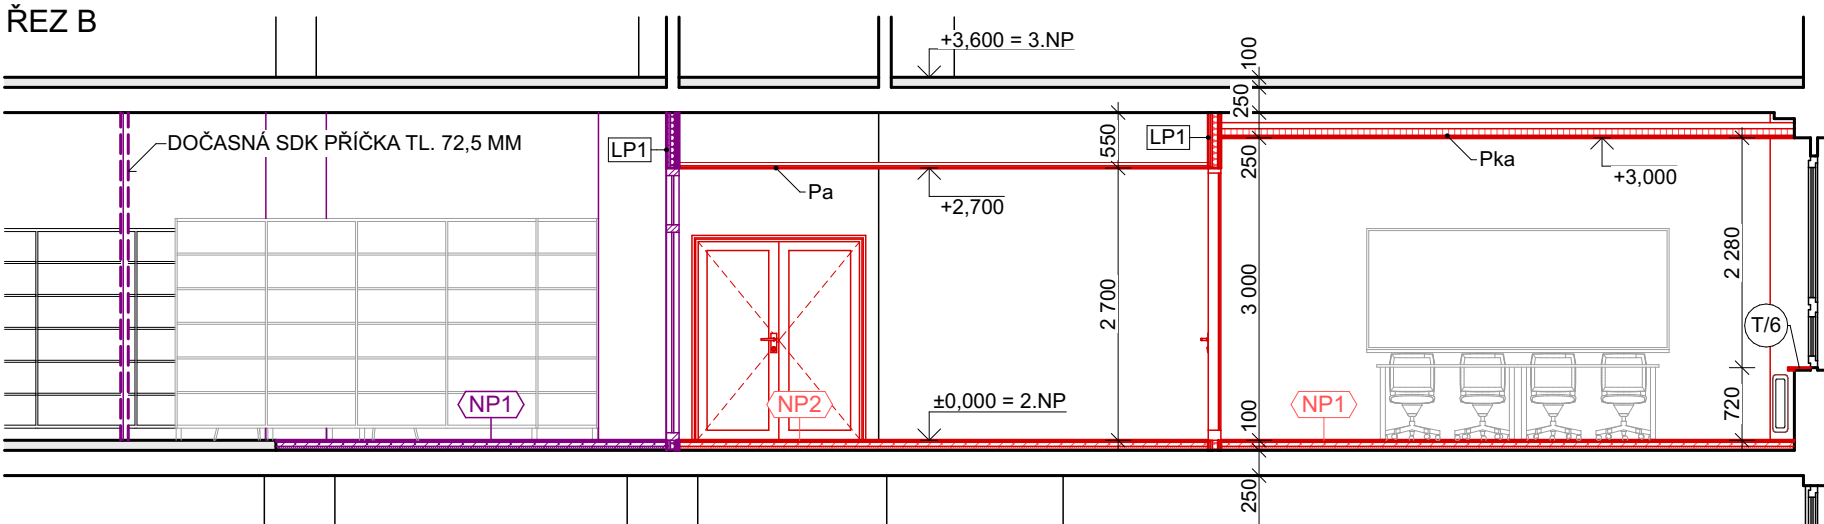 ŘEZ B
+3,600 = 3.NP
100
250
DOČASNÁ SDK PŘÍČKA TL. 72,5 MM
LP1
550
LP1
250
Pka
+3,000
Pa
+2,700
2 280
3 000
2 700
T/6
NP1
NP2
±0,000 = 2.NP
100
NP1
720
250